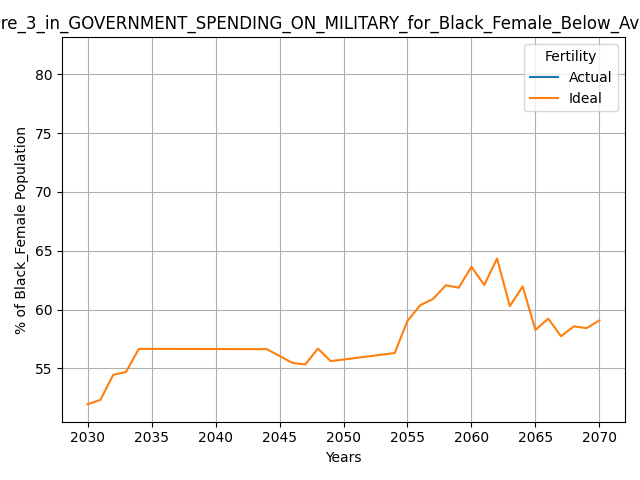 re_3_in_GOVERNMENT_SPENDING_ON_MILITARY_for_Black_Female_Below_Av
Fertility
Actual
Ideal
% of Black_Female Population
80
75
70
65
60
55
2030 2035 2040 2045 2050 2055 2060 2065 2070
Years